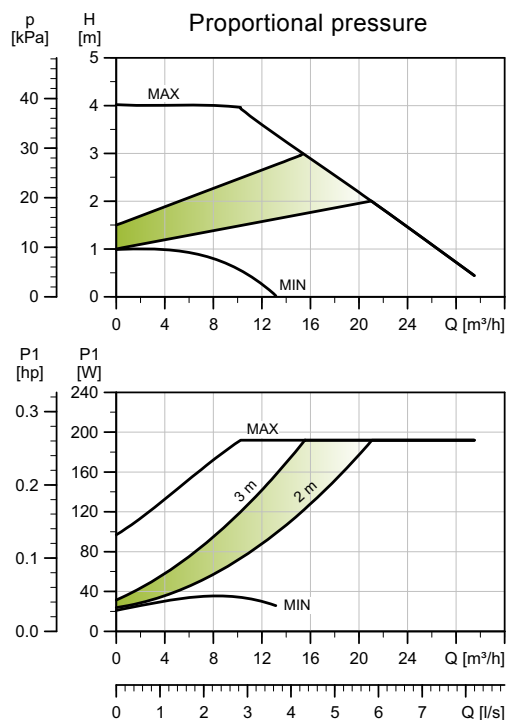 Proportional pressure
p
[kPa]
H
[m]
5
4
3
2
1
0
40
30
20
10
0
MAX
MIN
0 4 8 12 16 20 24 Q [m³/h]
P1
[hp]
P1
[W]
240
200
160
120
80
40
0
0.3
0.2
0.1
0.0
MAX
3 m
2 m
MIN
0 4 8 12 16 20 24 Q [m³/h]
0 1 2 3 4 5 6 7 Q [l/s]